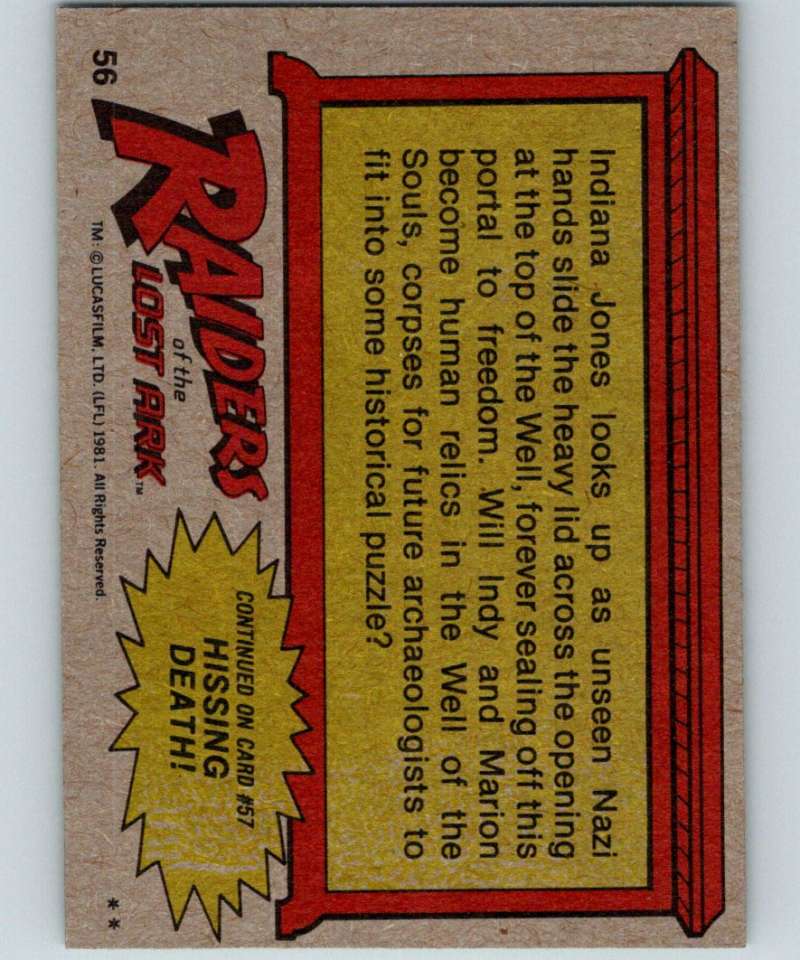 Indiana Jones looks up as unseen Nazi
hands slide the heavy lid across the opening
at the top of the Well, forever sealing off this
portal to freedom. Will Indy and Marion
become human relics in the Well of the
Souls, corpses for future archaeologists to
fit into some historical puzzle?
56
RAIDERS
of the
LOST ARK™
TM: © LUCASFILM, LTD. (LFL) 1981. All Rights Reserved.
CONTINUED ON CARD #57
HISSING
DEATH!
**